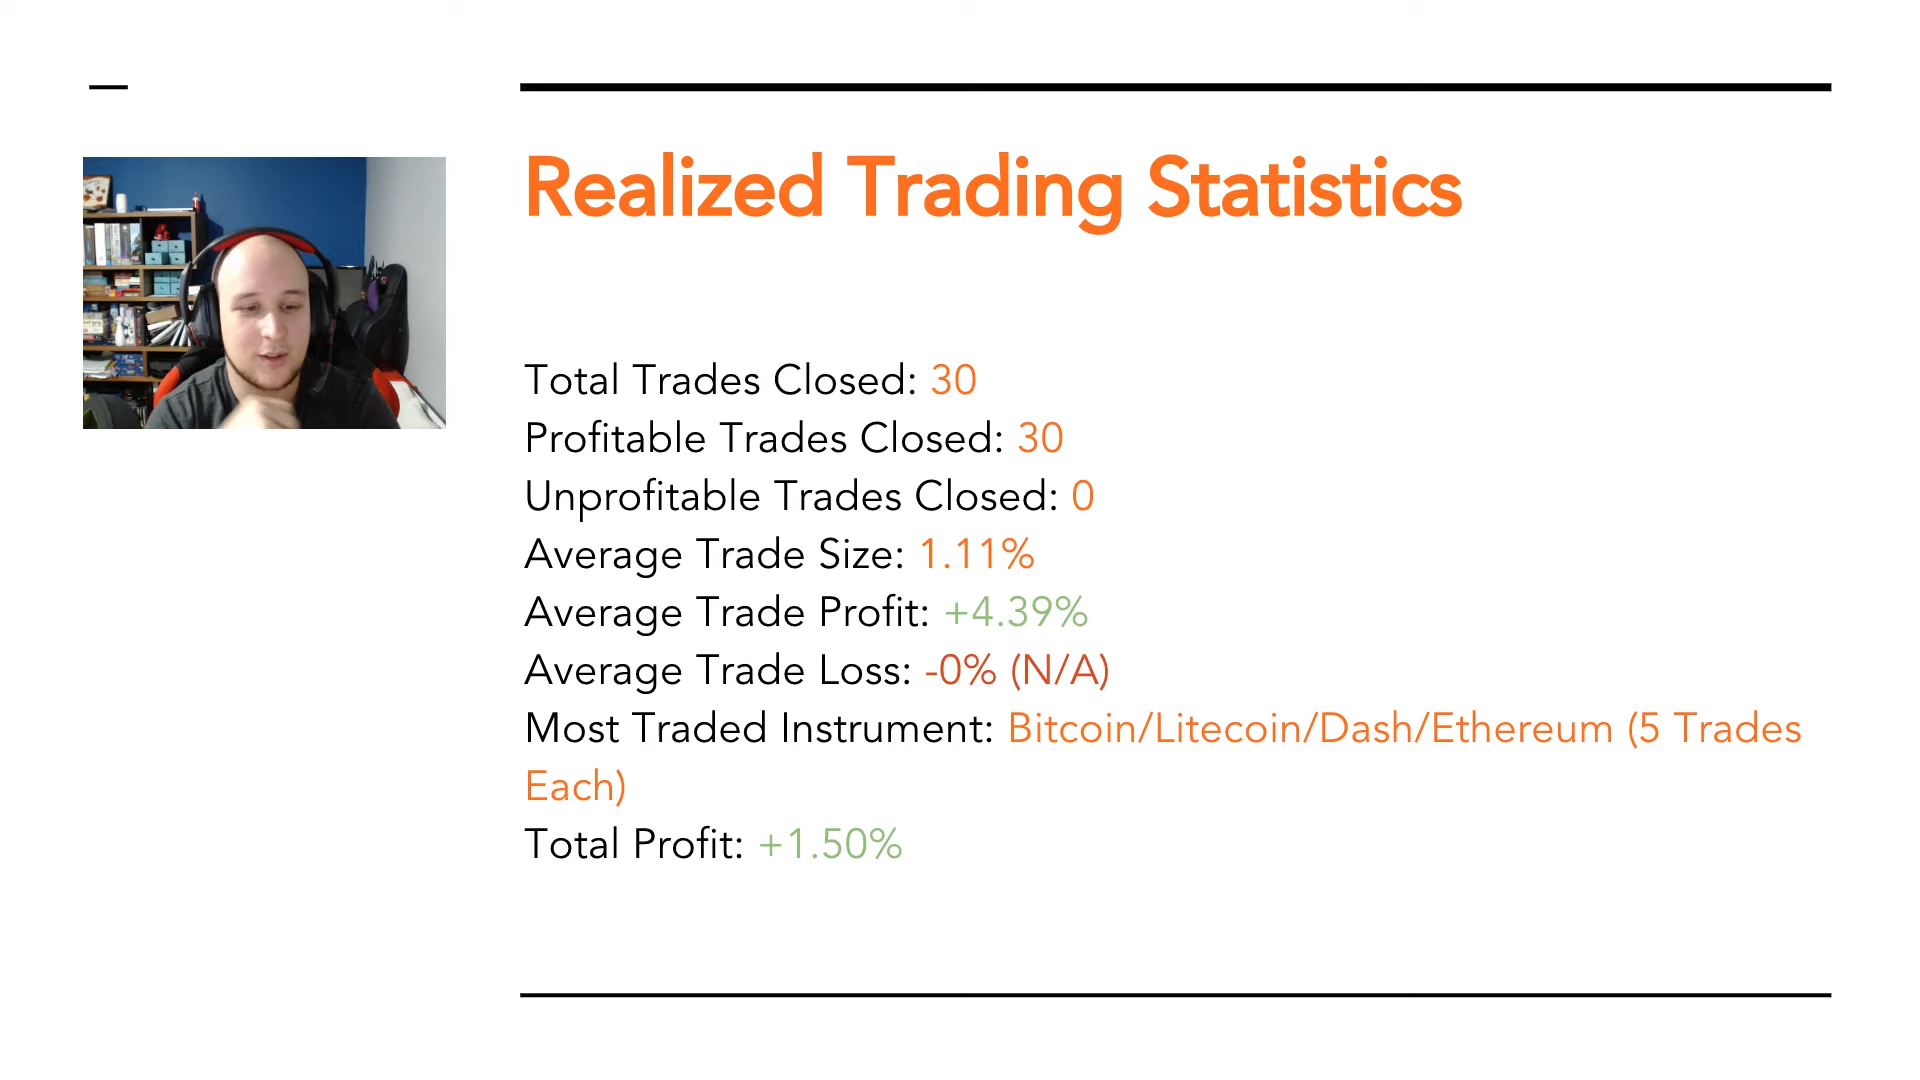 Realized Trading Statistics
Total Trades Closed: 30
Profitable Trades Closed: 30
Unprofitable Trades Closed: 0
Average Trade Size: 1.11%
Average Trade Profit: +4.39%
Average Trade Loss: -0% (N/A)
Most Traded Instrument: Bitcoin/Litecoin/Dash/Ethereum (5 Trades
Each)
Total Profit: +1.50%